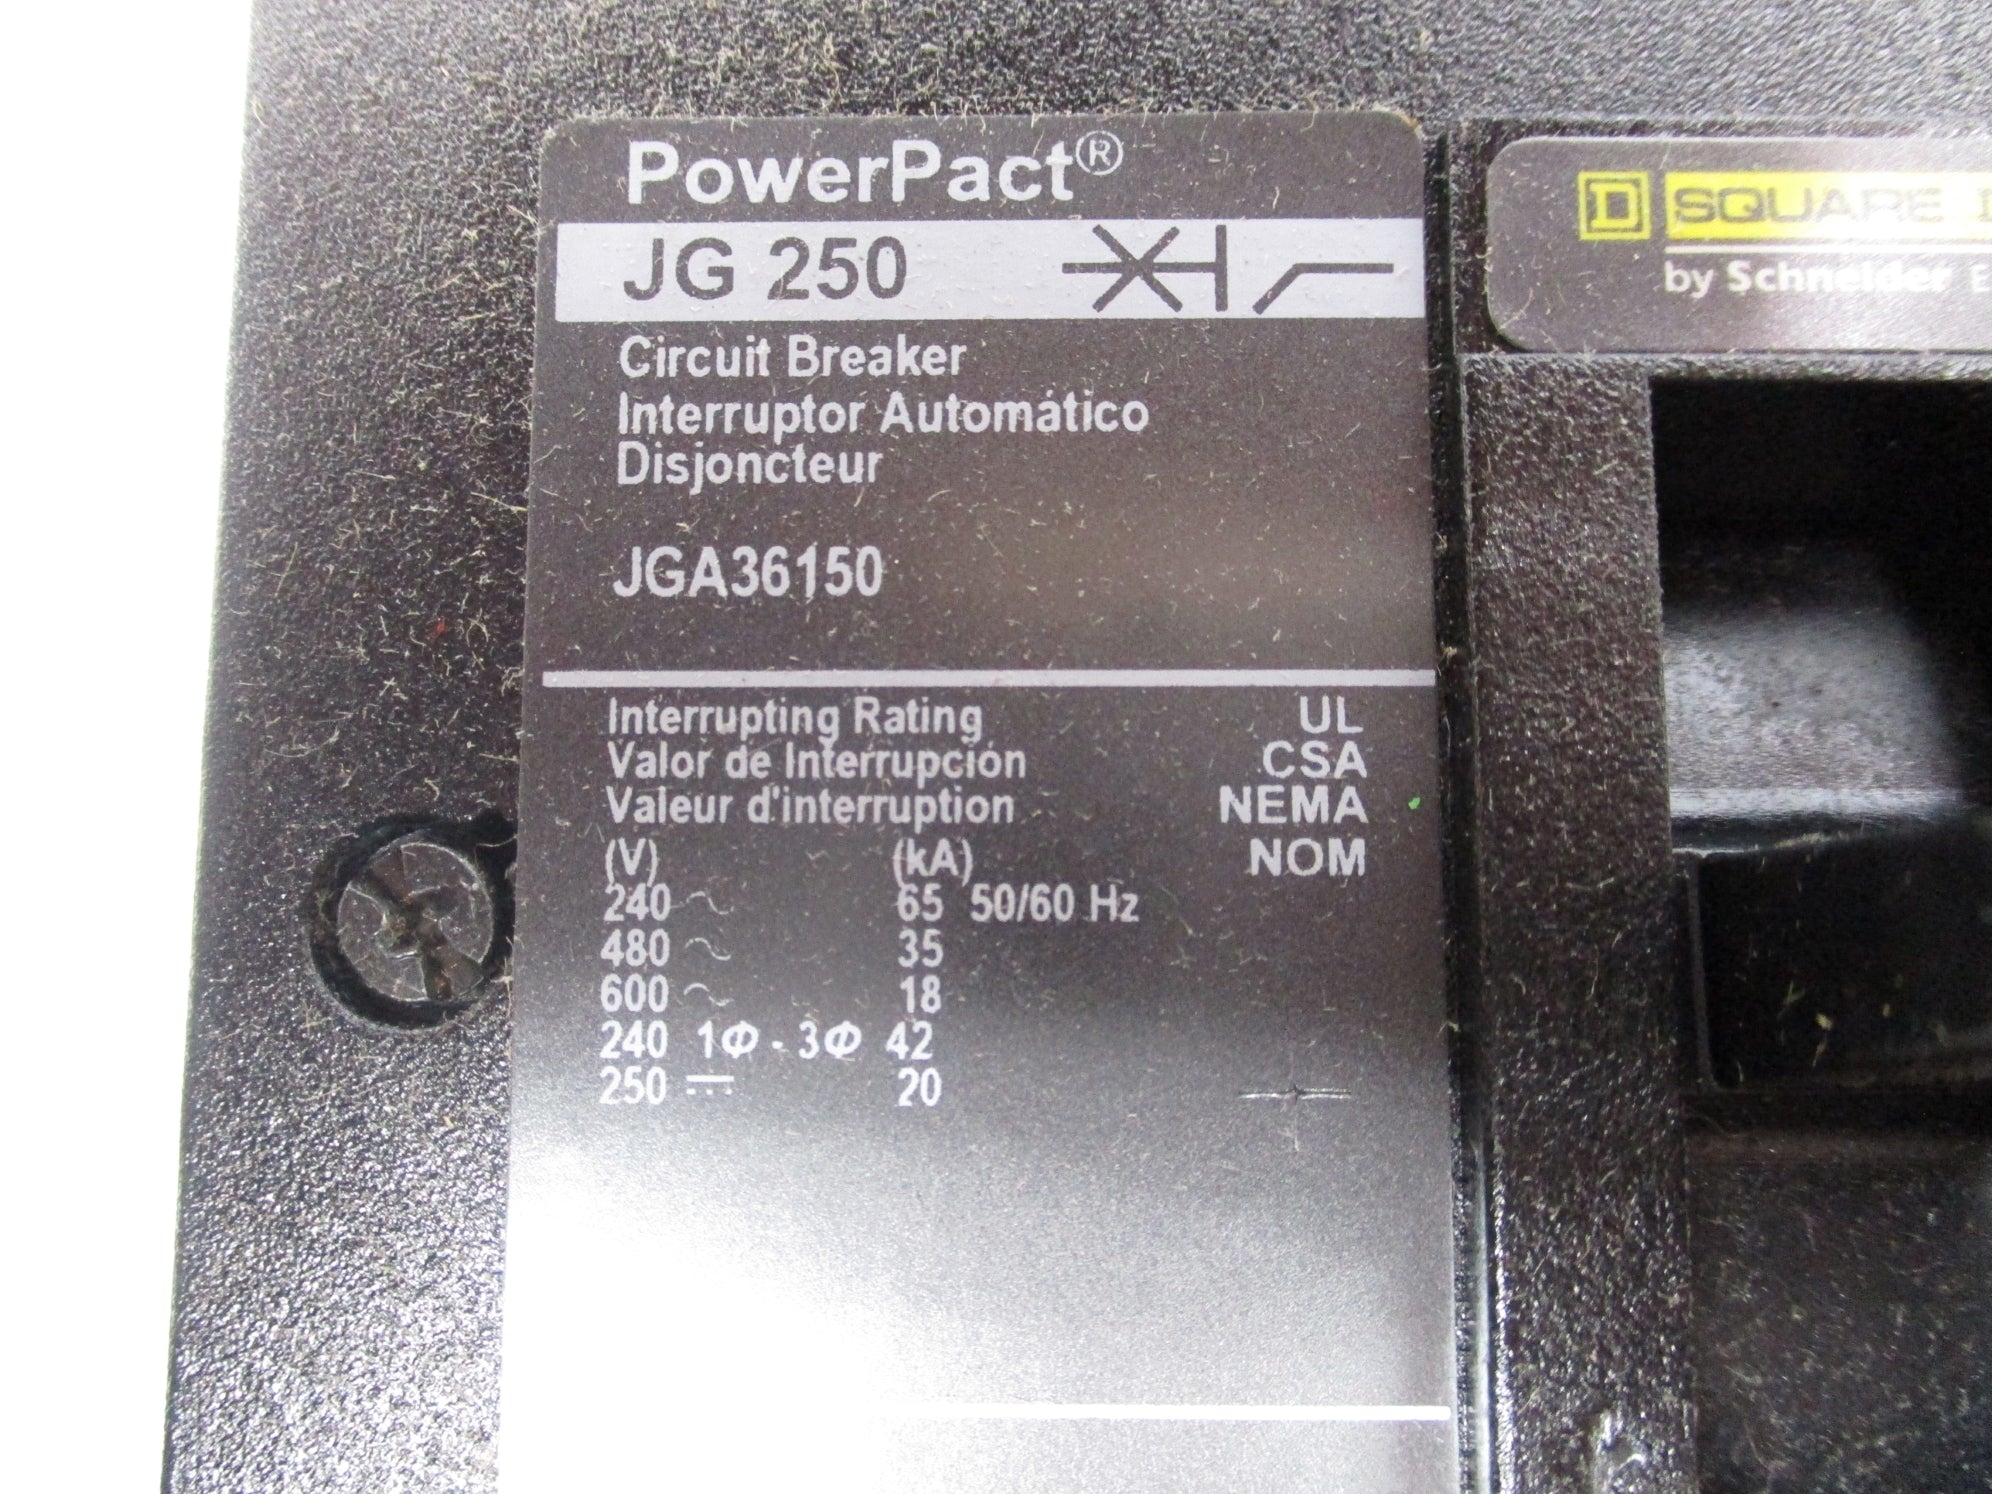 PowerPact®
JG 250
Circuit Breaker
Interruptor Automático
Disjoncteur
JGA36150
Interrupting Rating UL
Valor de Interrupción CSA
Valeur d'interruption NEMA
(V) (kA) NOM
240 ~ 65 50/60 Hz
480 ~ 35
600 ~ 18
240 1Φ - 3Φ 42
250 ⎓ 20
D SQUARE
by Schneider E